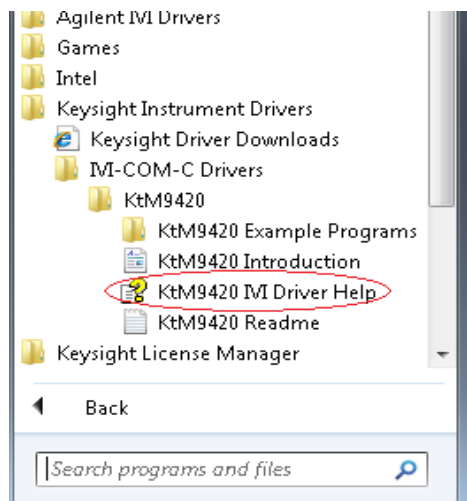 Agilent IVI Drivers
Games
Intel
Keysight Instrument Drivers
Keysight Driver Downloads
IVI-COM-C Drivers
KtM9420
KtM9420 Example Programs
KtM9420 Introduction
KtM9420 IVI Driver Help
KtM9420 Readme
Keysight License Manager
Back
Search programs and files